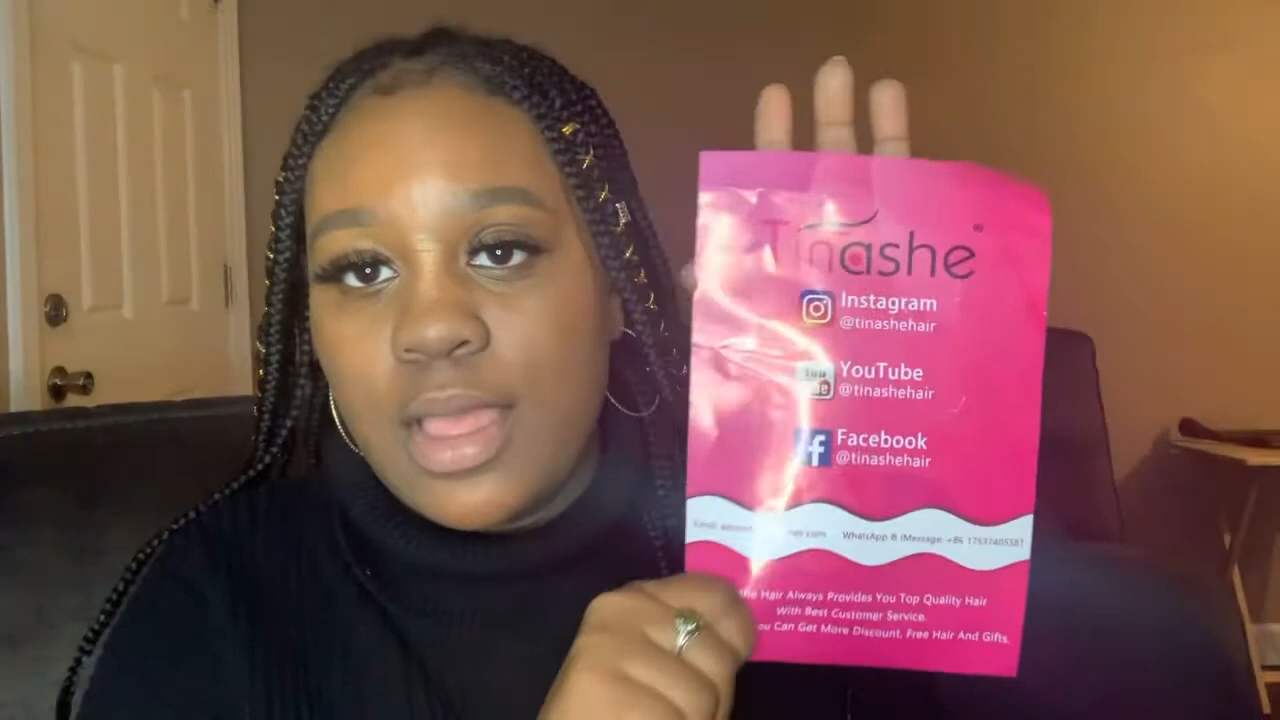 Tinashe®
Instagram
@tinashehair
YouTube
@tinashehair
Facebook
@tinashehair
Email: WhatsApp & iMessage: +86 17537405381
Hair Always Provides You Top Quality Hair
With Best Customer Service.
You Can Get More Discount, Free Hair And Gifts.